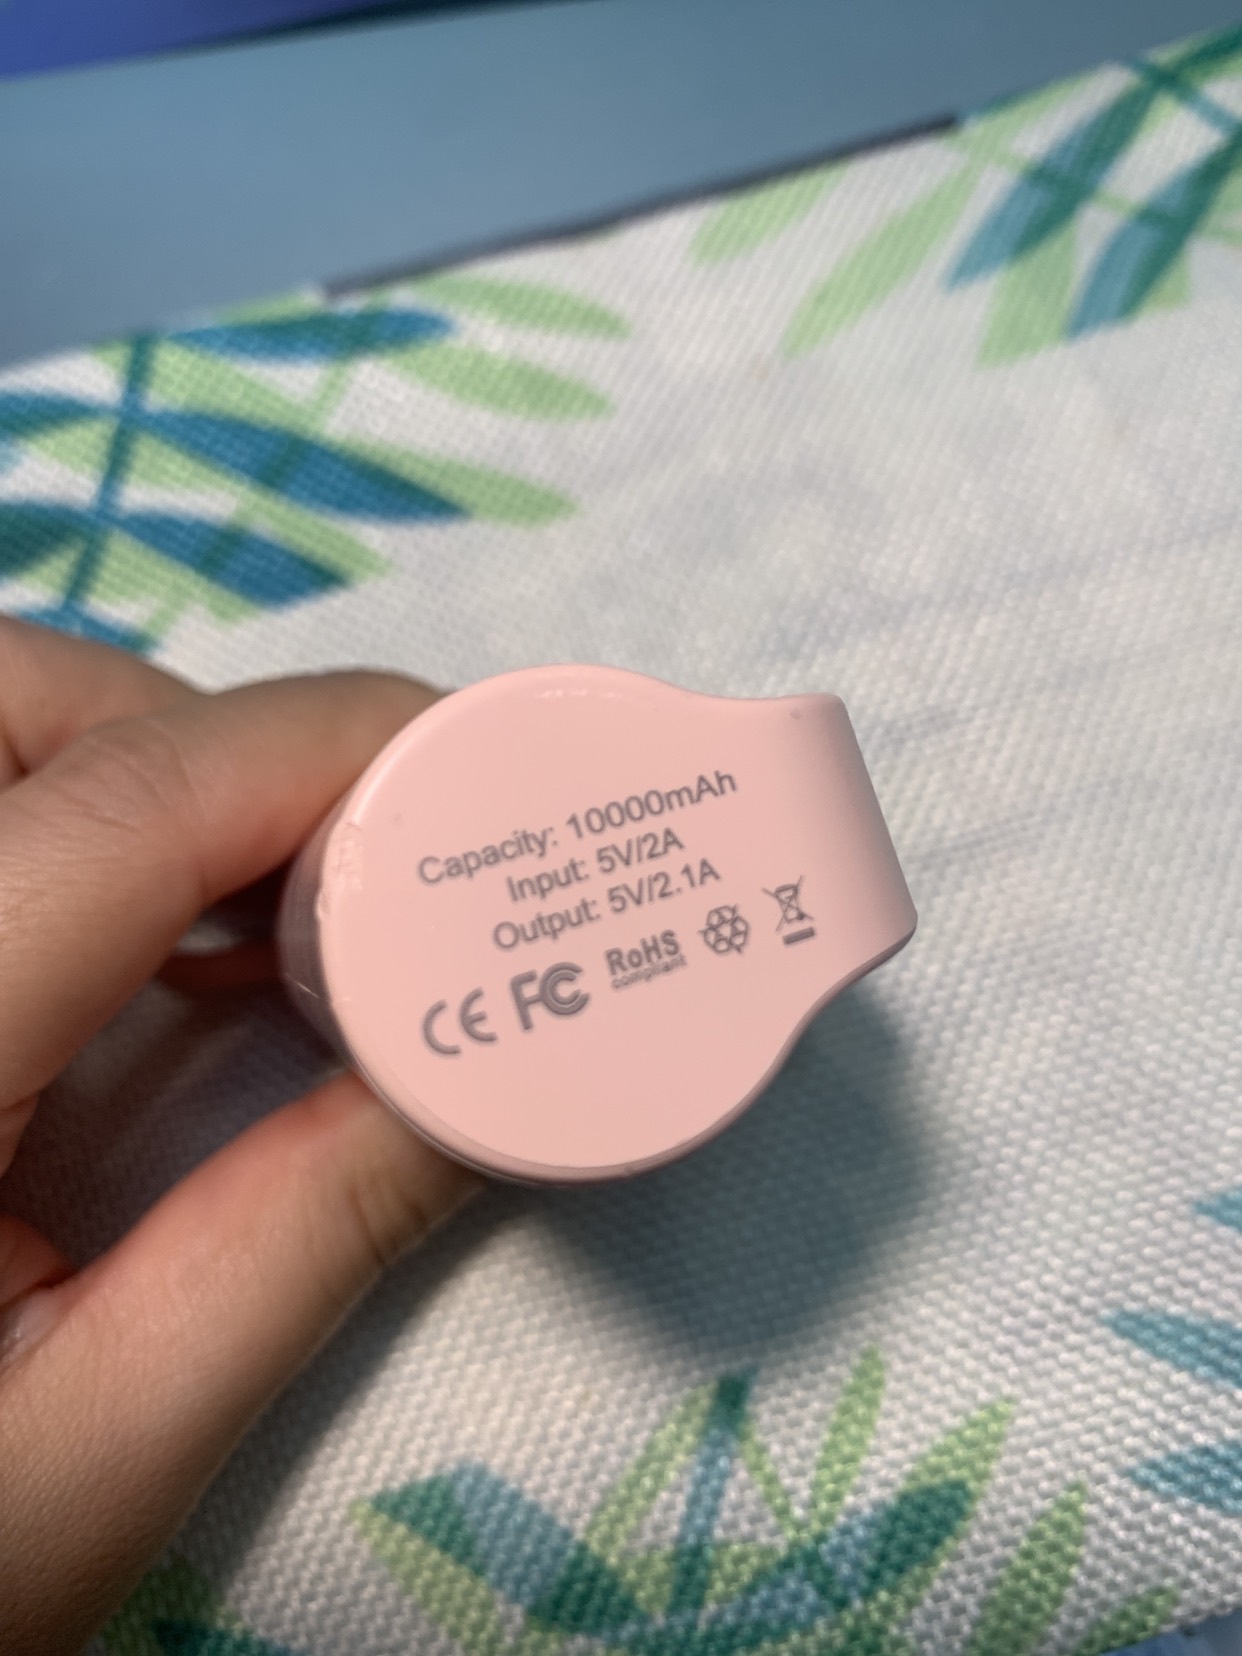 Capacity: 10000mAh
Input: 5V/2A
Output: 5V/2.1A
CE FC RoHS
compliant